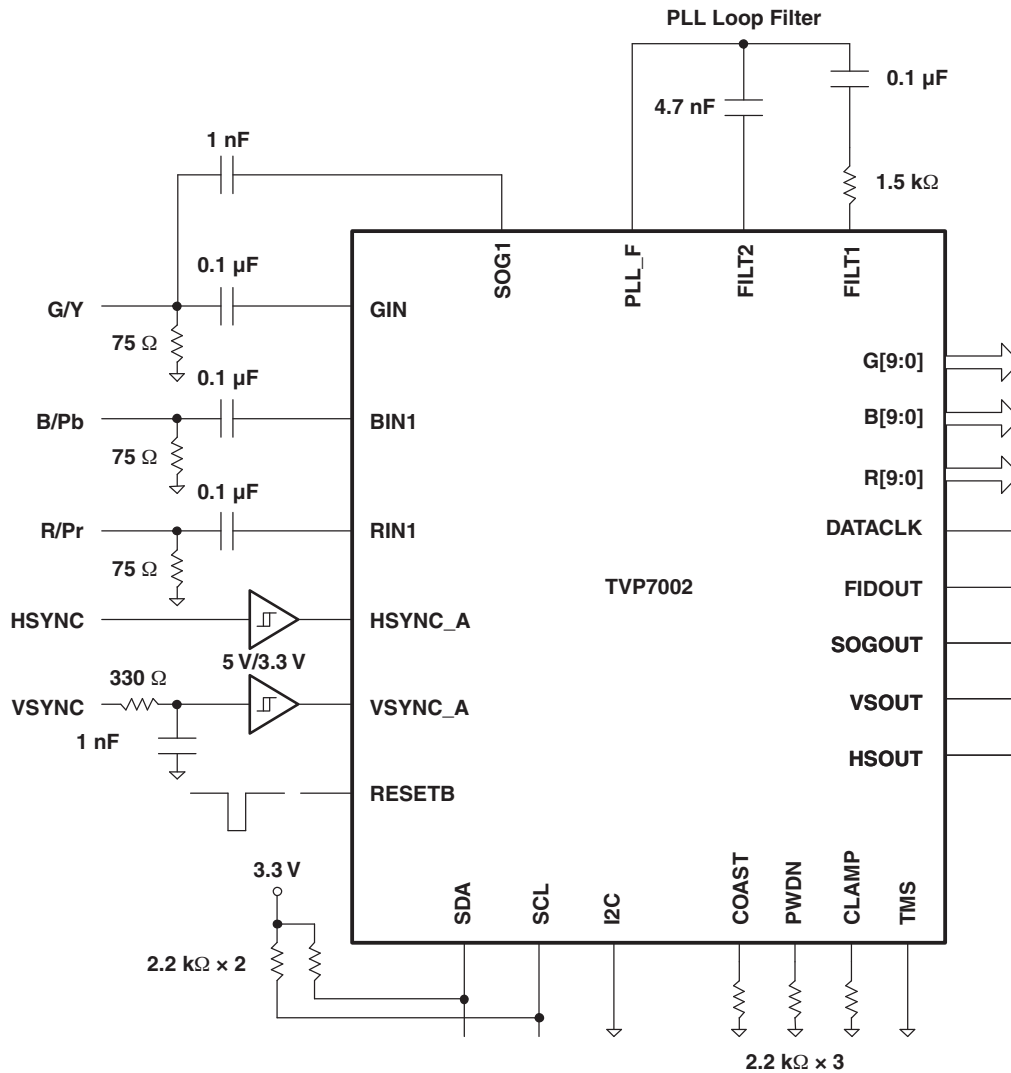 PLL Loop Filter
0.1 µF
4.7 nF
1 nF
1.5 kΩ
SOG1
PLL_F
FILT2
FILT1
0.1 µF
G/Y
GIN
75 Ω
G[9:0]
0.1 µF
B/Pb
BIN1
B[9:0]
75 Ω
R[9:0]
0.1 µF
R/Pr
RIN1
DATACLK
75 Ω
TVP7002
FIDOUT
HSYNC
HSYNC_A
SOGOUT
5 V/3.3 V
330 Ω
VSYNC
VSYNC_A
VSOUT
1 nF
HSOUT
RESETB
3.3 V
SDA
SCL
I2C
COAST
PWDN
CLAMP
TMS
2.2 kΩ × 2
2.2 kΩ × 3